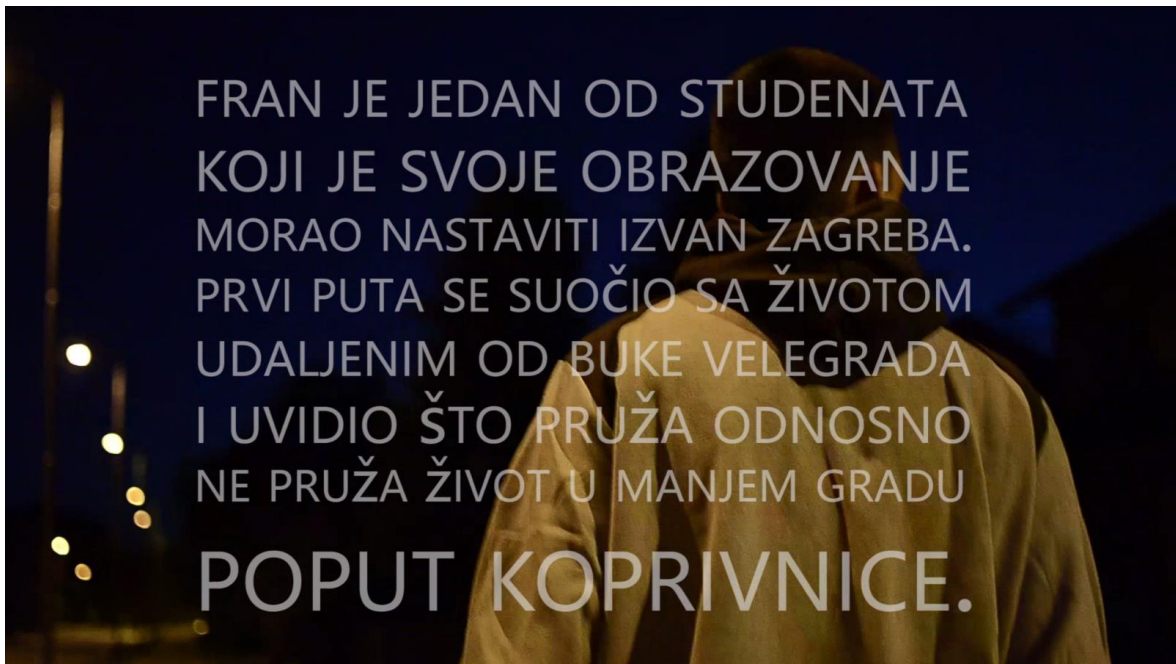 FRAN JE JEDAN OD STUDENATA
KOJI JE SVOJE OBRAZOVANJE
MORAO NASTAVITI IZVAN ZAGREBA.
PRVI PUTA SE SUOČIO SA ŽIVOTOM
UDALJENIM OD BUKE VELEGRADA
I UVIDIO ŠTO PRUŽA ODNOSNO
NE PRUŽA ŽIVOT U MANJEM GRADU
POPUT KOPRIVNICE.